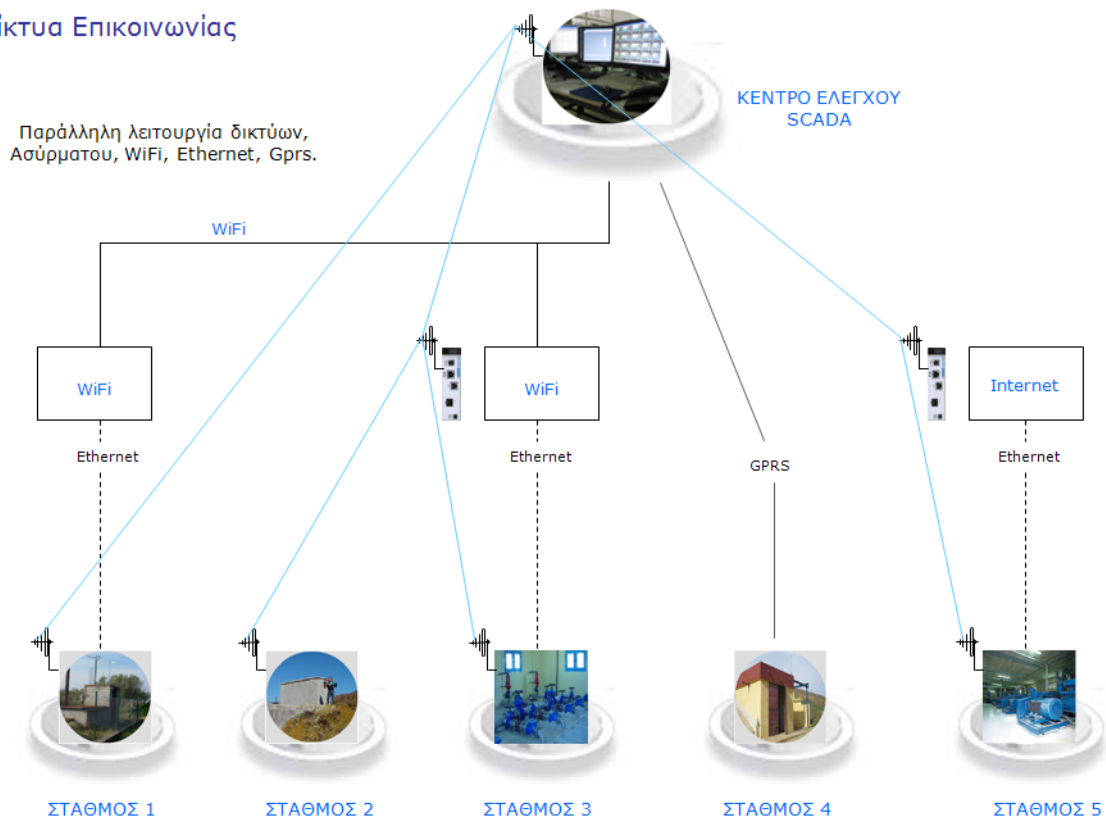 ίκτυα Επικοινωνίας
ΚΕΝΤΡΟ ΕΛΕΓΧΟΥ
SCADA
Παράλληλη λειτουργία δικτύων,
Ασύρματου, WiFi, Ethernet, Gprs.
WiFi
WiFi
WiFi
Internet
Ethernet
Ethernet
GPRS
Ethernet
ΣΤΑΘΜΟΣ 1
ΣΤΑΘΜΟΣ 2
ΣΤΑΘΜΟΣ 3
ΣΤΑΘΜΟΣ 4
ΣΤΑΘΜΟΣ 5